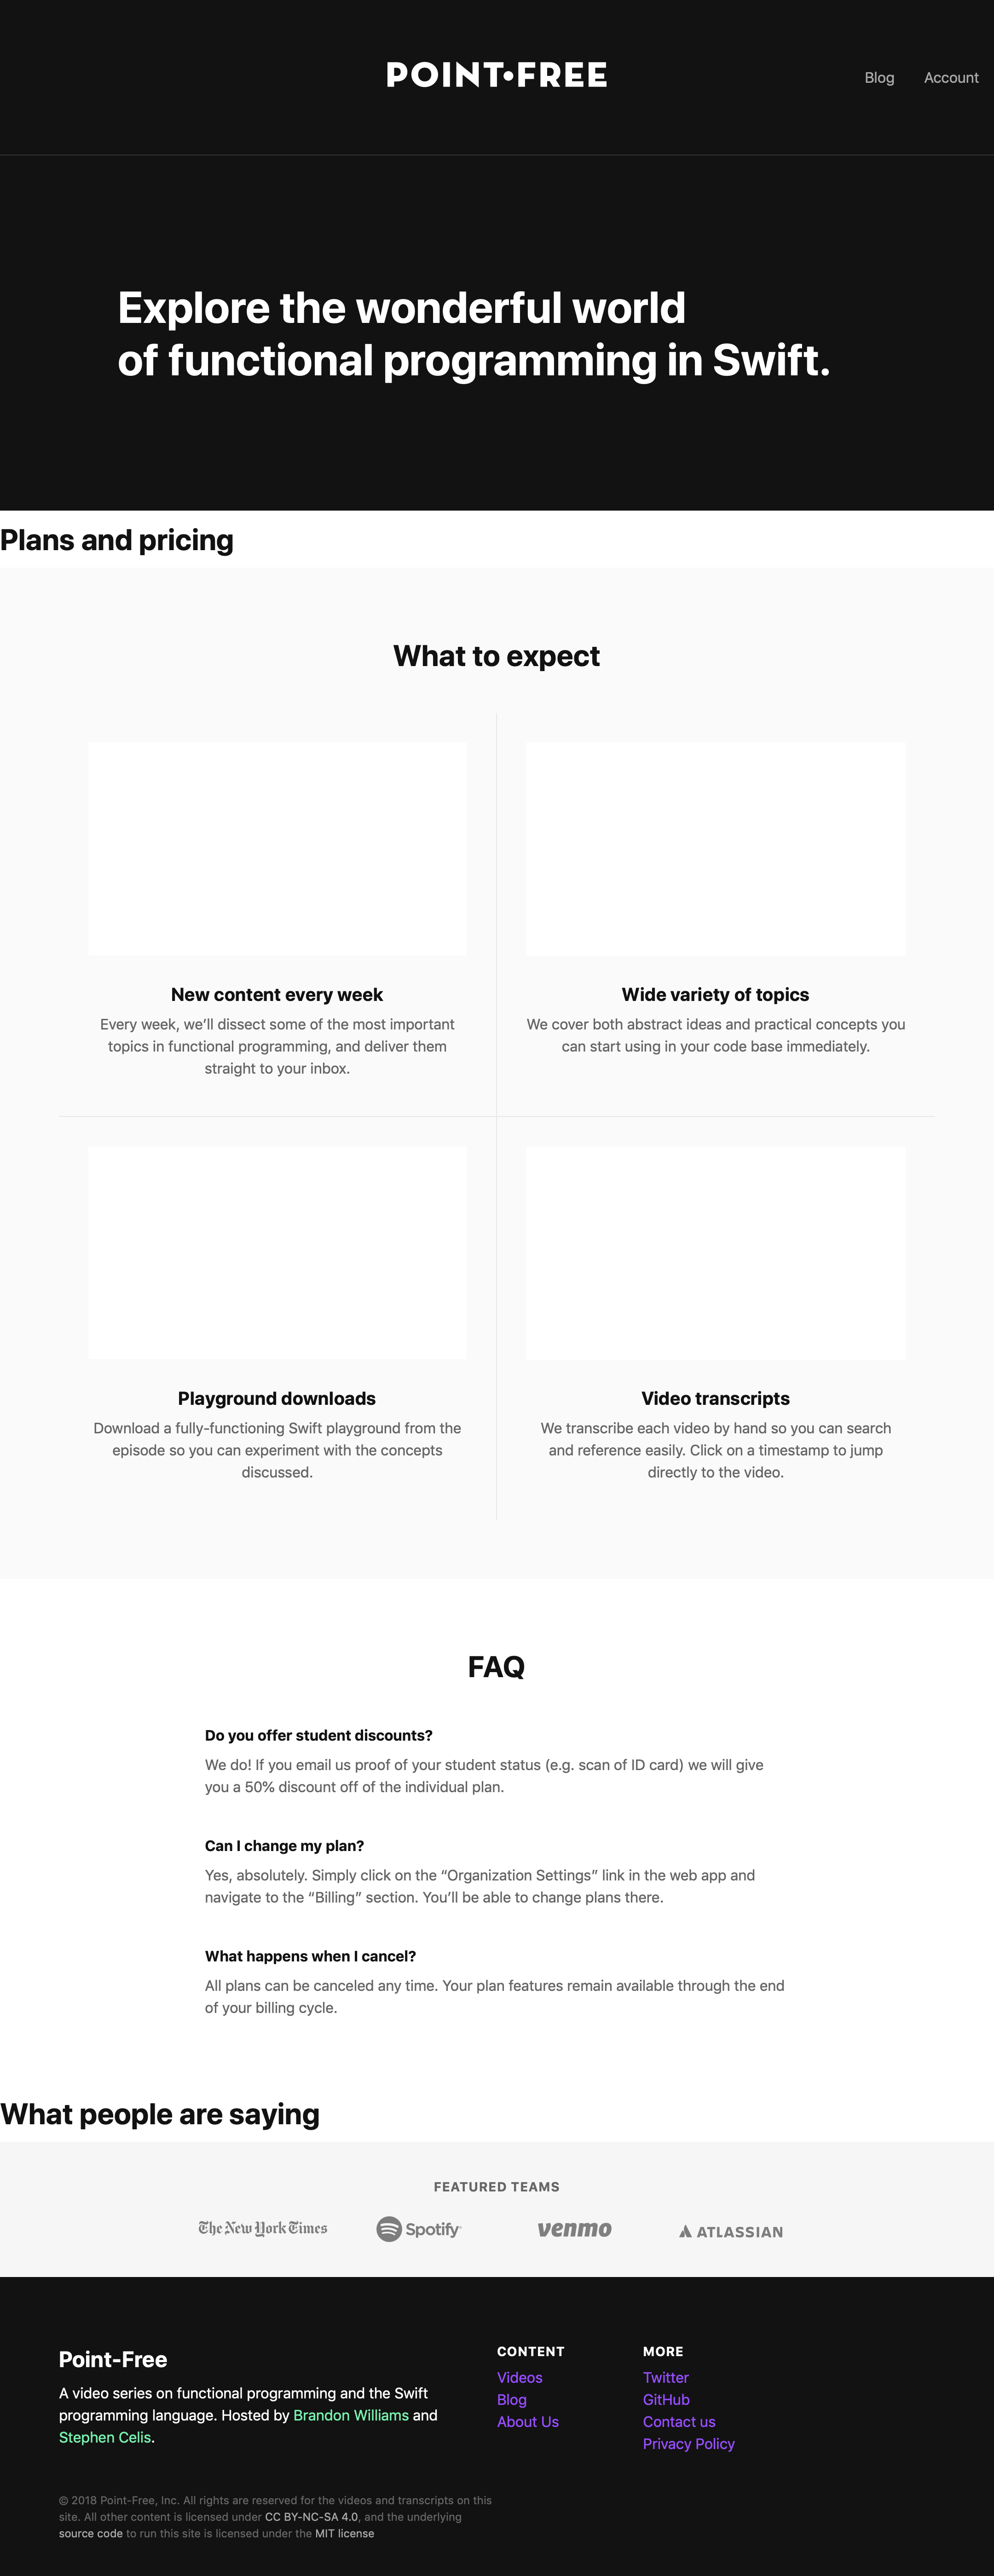 POINT•FREE
Blog
Account
Explore the wonderful world
of functional programming in Swift.
Plans and pricing
What to expect
New content every week
Every week, we’ll dissect some of the most important
topics in functional programming, and deliver them
straight to your inbox.
Wide variety of topics
We cover both abstract ideas and practical concepts you
can start using in your code base immediately.
Playground downloads
Download a fully-functioning Swift playground from the
episode so you can experiment with the concepts
discussed.
Video transcripts
We transcribe each video by hand so you can search
and reference easily. Click on a timestamp to jump
directly to the video.
FAQ
Do you offer student discounts?
We do! If you email us proof of your student status (e.g. scan of ID card) we will give
you a 50% discount off of the individual plan.
Can I change my plan?
Yes, absolutely. Simply click on the “Organization Settings” link in the web app and
navigate to the “Billing” section. You’ll be able to change plans there.
What happens when I cancel?
All plans can be canceled any time. Your plan features remain available through the end
of your billing cycle.
What people are saying
FEATURED TEAMS
The New York Times
Spotify
venmo
ATLASSIAN
Point-Free
A video series on functional programming and the Swift
programming language. Hosted by Brandon Williams and
Stephen Celis.
CONTENT
Videos
Blog
About Us
MORE
Twitter
GitHub
Contact us
Privacy Policy
© 2018 Point-Free, Inc. All rights are reserved for the videos and transcripts on this
site. All other content is licensed under CC BY-NC-SA 4.0, and the underlying
source code to run this site is licensed under the MIT license